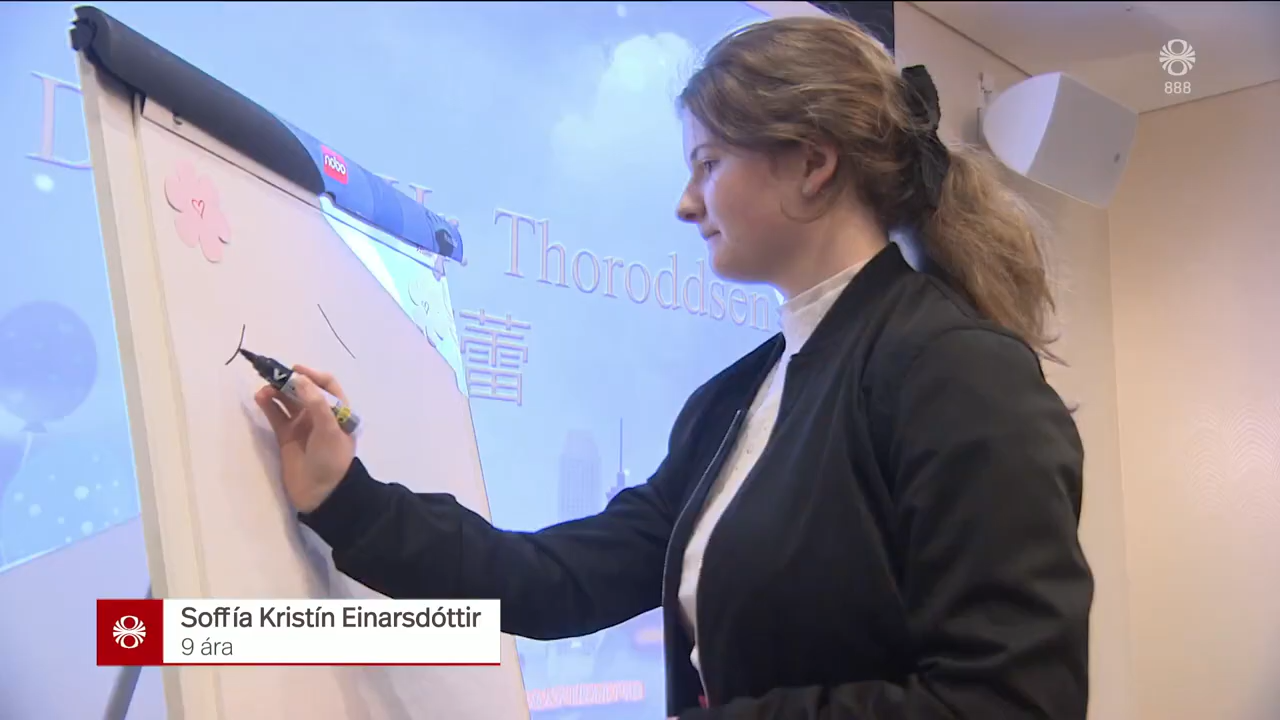 888
nobo
D
Thoroddsen
蕾
Soffía Kristín Einarsdóttir
9 ára